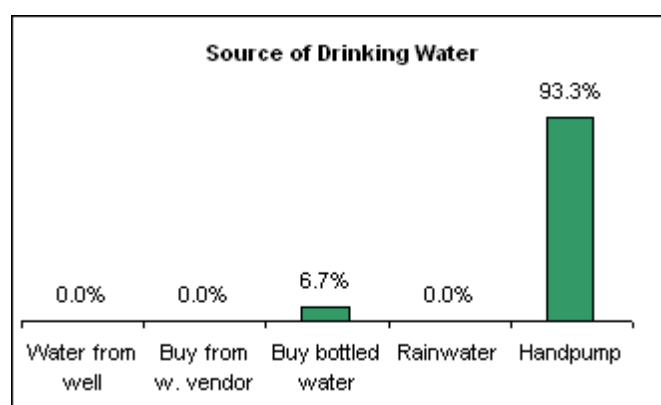 Source of Drinking Water
93.3%
6.7%
0.0%
0.0%
0.0%
Water from
well
Buy from
w. vendor
Buy bottled
water
Rainwater
Handpump